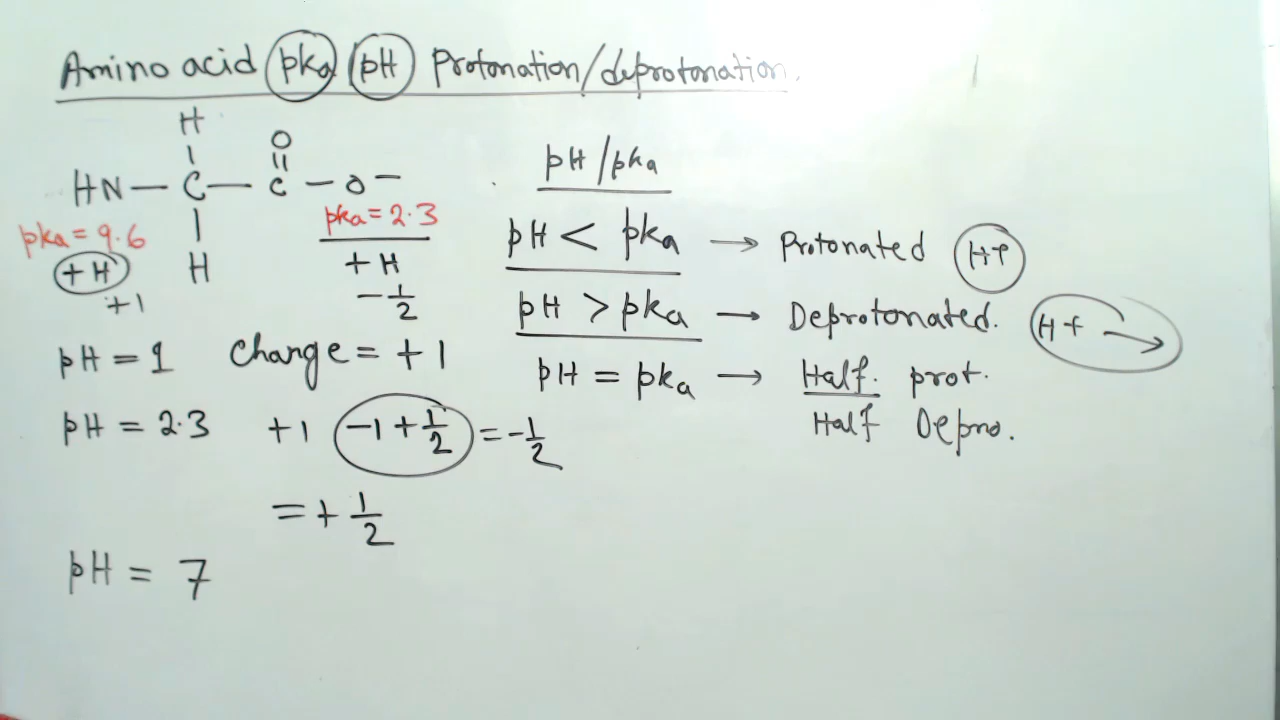 Amino acid pka pH Protonation/deprotonation.
H
O
HN — C — C — O —
pka = 9.6
pka = 2.3
+ H+
H
+ H
+1
- 1/2
pH = 1 Charge = +1
pH = 2.3 +1 -1 + 1/2 = - 1/2
= + 1/2
pH = 7
pH/pka
pH < pka → Protonated H+
pH > pka → Deprotonated. H+ →
pH = pka → Half. prot.
Half Depro.